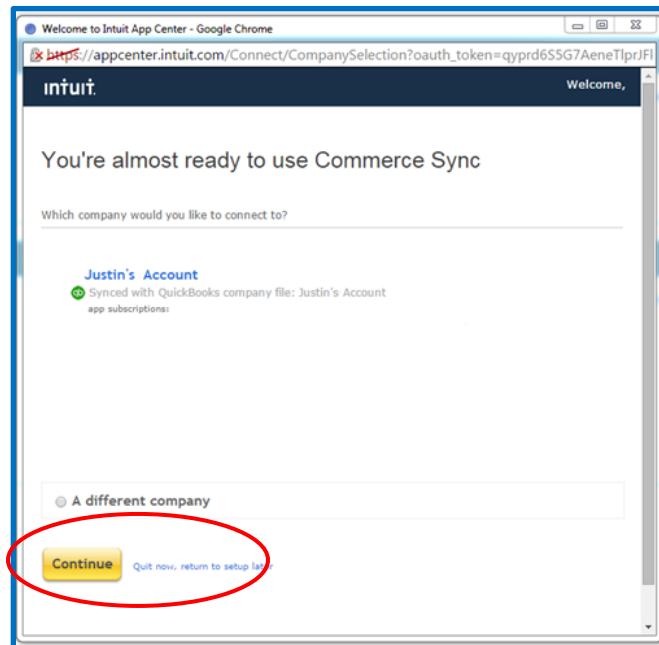 Welcome to Intuit App Center - Google Chrome
https://appcenter.intuit.com/Connect/CompanySelection?oauth_token=qyprd6S5G7AeneTlprJFl
intuit.
Welcome,
You're almost ready to use Commerce Sync
Which company would you like to connect to?
Justin's Account
qb Synced with QuickBooks company file: Justin's Account
app subscriptions:
A different company
Continue
Quit now, return to setup later